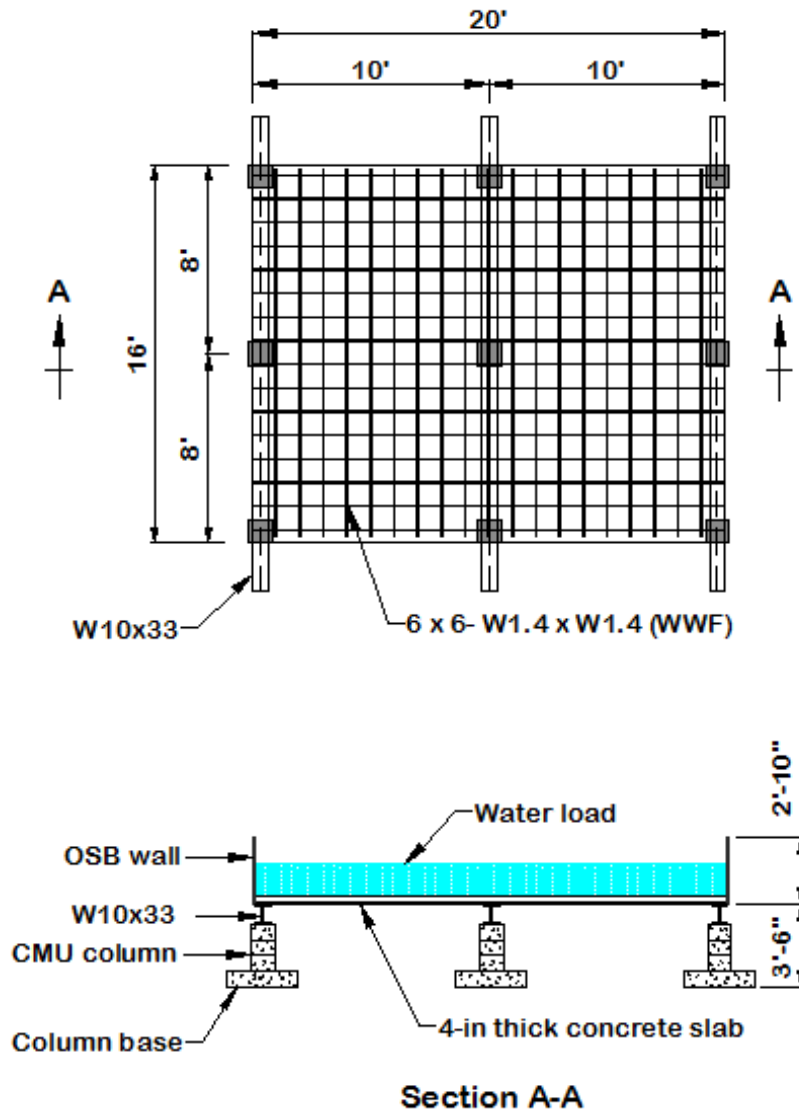 20'
10'
10'
A
A
8'
16'
8'
W10x33
6 x 6- W1.4 x W1.4 (WWF)
2'-10"
Water load
OSB wall
W10x33
CMU column
3'-6"
Column base
4-in thick concrete slab
Section A-A